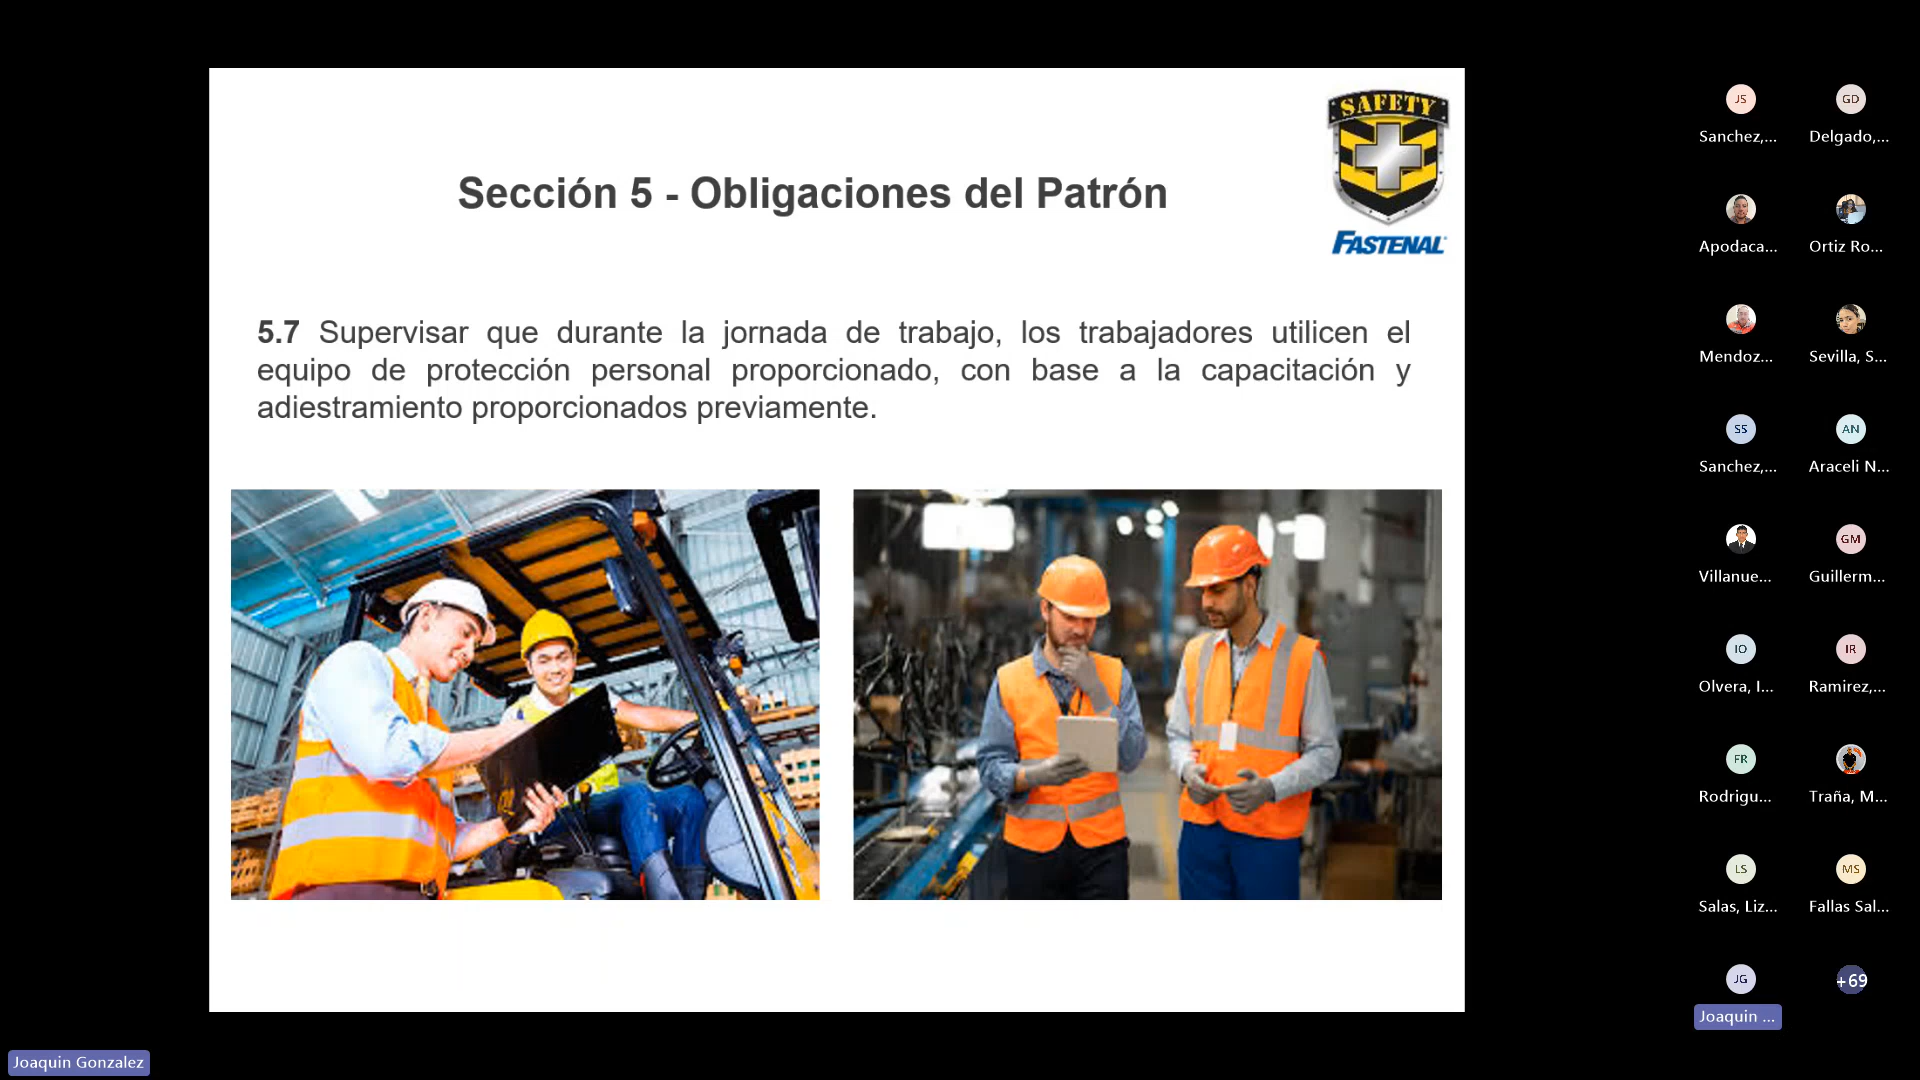 SAFETY
FASTENAL
Sección 5 - Obligaciones del Patrón
5.7 Supervisar que durante la jornada de trabajo, los trabajadores utilicen el
equipo de protección personal proporcionado, con base a la capacitación y
adiestramiento proporcionados previamente.
JS
GD
Sanchez,...
Delgado,...
Apodaca...
Ortiz Ro...
Mendoz...
Sevilla, S...
SS
AN
Sanchez,...
Araceli N...
GM
Villanue...
Guillerm...
IO
IR
Olvera, I...
Ramirez,...
FR
Rodrigu...
Traña, M...
LS
MS
Salas, Liz...
Fallas Sal...
JG
+69
Joaquin ...
Joaquin Gonzalez